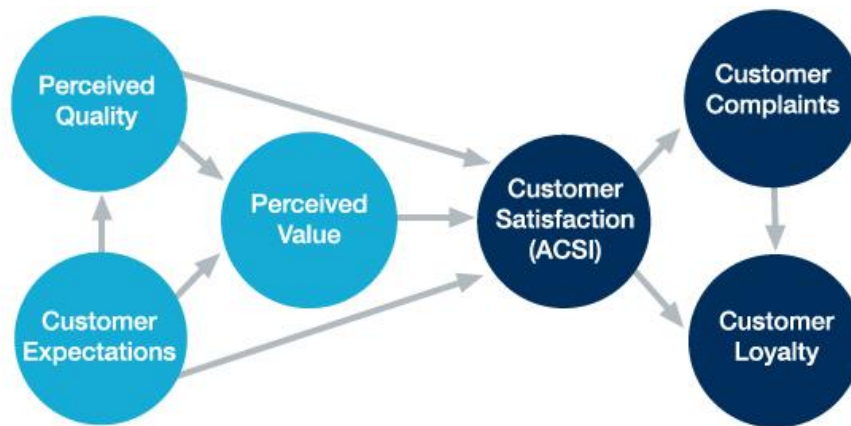 Perceived
Quality
Customer
Expectations
Perceived
Value
Customer
Satisfaction
(ACSI)
Customer
Complaints
Customer
Loyalty